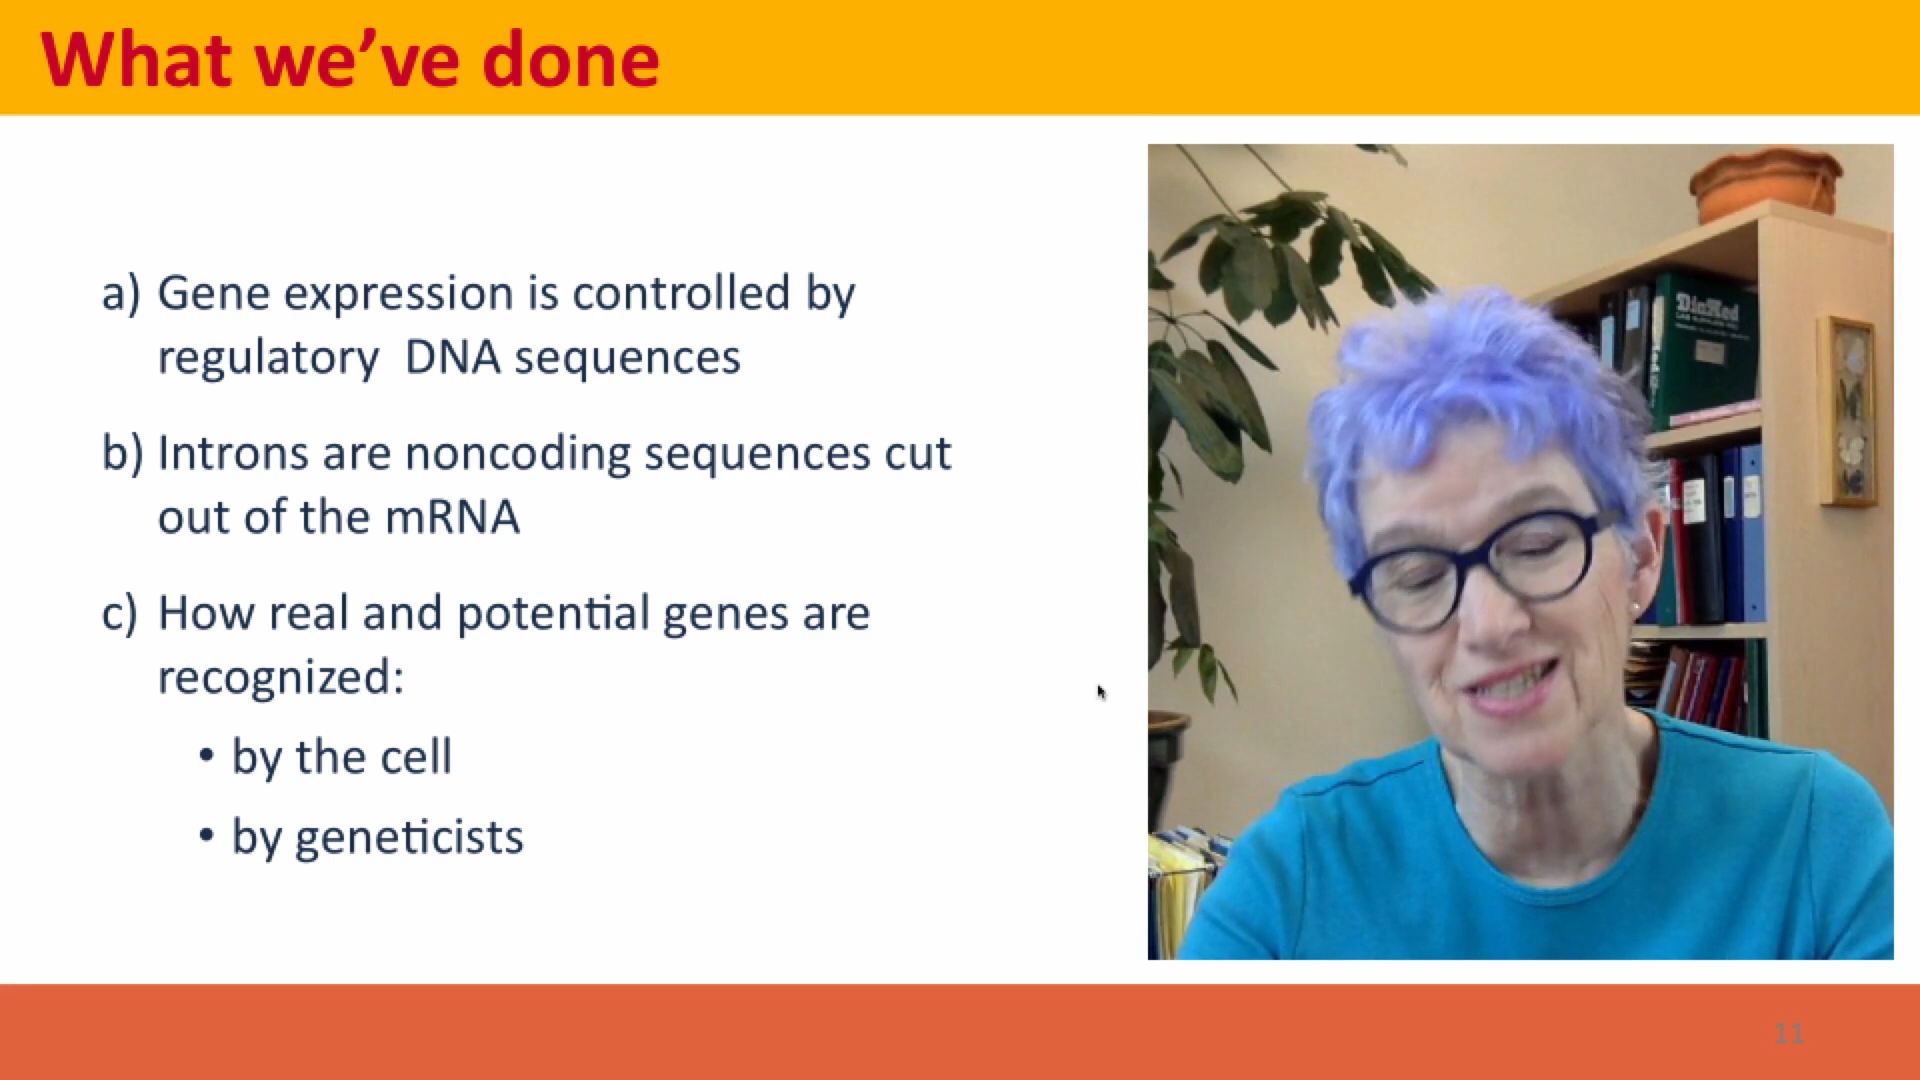 What we’ve done
a) Gene expression is controlled by
regulatory DNA sequences
b) Introns are noncoding sequences cut
out of the mRNA
c) How real and potential genes are
recognized:
• by the cell
• by geneticists
DiaMed
11